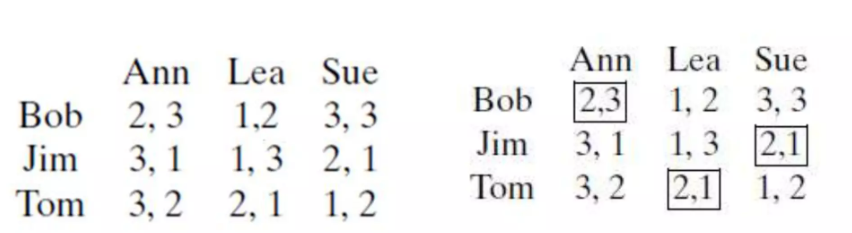 Ann Lea Sue
Bob 2, 3 1,2 3, 3
Jim 3, 1 1, 3 2, 1
Tom 3, 2 2, 1 1, 2
Ann Lea Sue
Bob 2,3 1, 2 3, 3
Jim 3, 1 1, 3 2,1
Tom 3, 2 2,1 1, 2